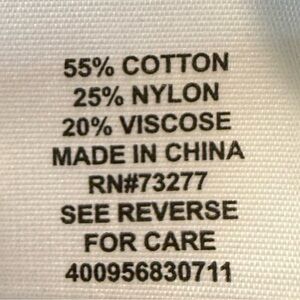 55% COTTON
25% NYLON
20% VISCOSE
MADE IN CHINA
RN#73277
SEE REVERSE
FOR CARE
400956830711